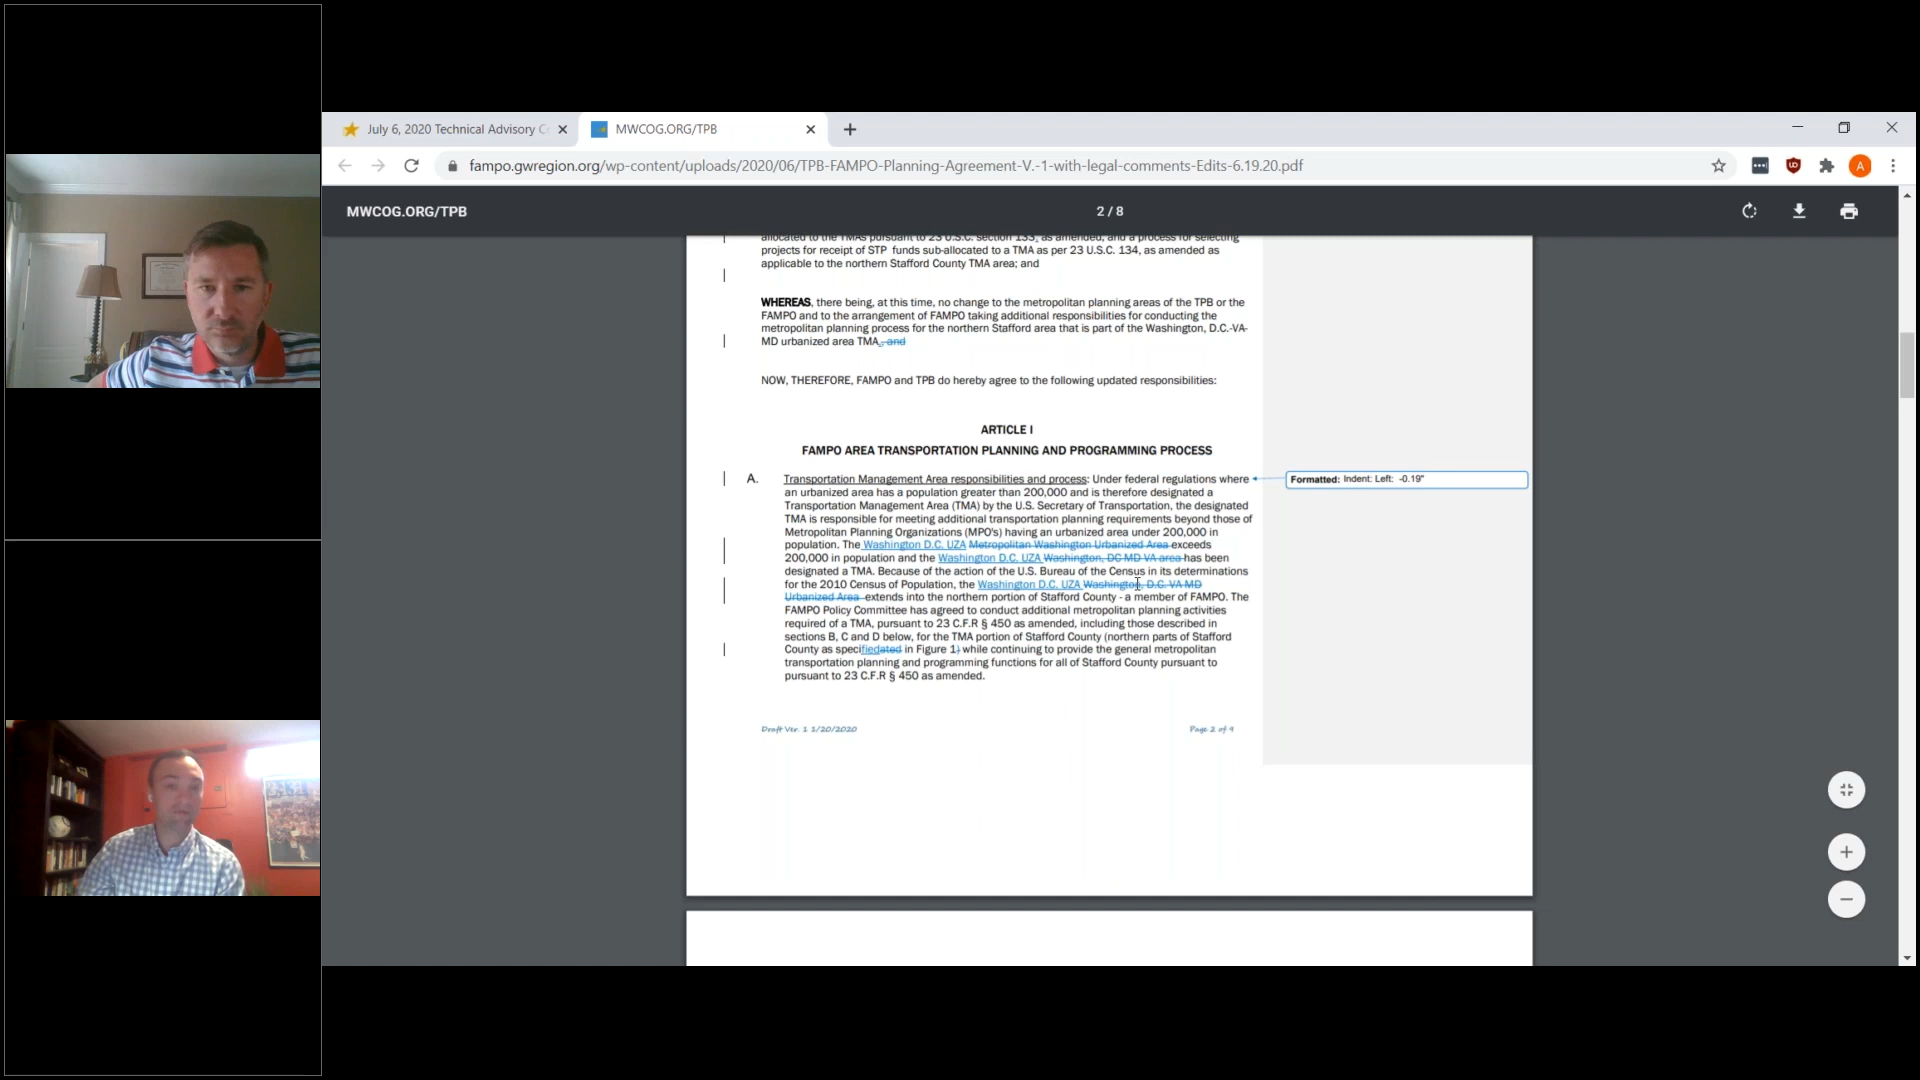 July 6, 2020 Technical Advisory C
MWCOG.ORG/TPB
fampo.gwregion.org/wp-content/uploads/2020/06/TPB-FAMPO-Planning-Agreement-V.-1-with-legal-comments-Edits-6.19.20.pdf
A
MWCOG.ORG/TPB
2 / 8
allocated to the TMAs pursuant to 23 U.S.C. section 133, as amended, and a process for selecting
projects for receipt of STP funds sub-allocated to a TMA as per 23 U.S.C. 134, as amended as
applicable to the northern Stafford County TMA area; and
WHEREAS, there being, at this time, no change to the metropolitan planning areas of the TPB or the
FAMPO and to the arrangement of FAMPO taking additional responsibilities for conducting the
metropolitan planning process for the northern Stafford area that is part of the Washington, D.C.-VA-
MD urbanized area TMA., and
NOW, THEREFORE, FAMPO and TPB do hereby agree to the following updated responsibilities:
ARTICLE I
FAMPO AREA TRANSPORTATION PLANNING AND PROGRAMMING PROCESS
A. Transportation Management Area responsibilities and process: Under federal regulations where
Formatted: Indent: Left: -0.19"
an urbanized area has a population greater than 200,000 and is therefore designated a
Transportation Management Area (TMA) by the U.S. Secretary of Transportation, the designated
TMA is responsible for meeting additional transportation planning requirements beyond those of
Metropolitan Planning Organizations (MPO's) having an urbanized area under 200,000 in
population. The Washington D.C. UZA Metropolitan Washington Urbanized Area exceeds
200,000 in population and the Washington D.C. UZA Washington, DC-MD-VA area has been
designated a TMA. Because of the action of the U.S. Bureau of the Census in its determinations
for the 2010 Census of Population, the Washington D.C. UZA Washington, D.C.-VA-MD
Urbanized Area extends into the northern portion of Stafford County - a member of FAMPO. The
FAMPO Policy Committee has agreed to conduct additional metropolitan planning activities
required of a TMA, pursuant to 23 C.F.R § 450 as amended, including those described in
sections B, C and D below, for the TMA portion of Stafford County (northern parts of Stafford
County as specifiedated in Figure 1) while continuing to provide the general metropolitan
transportation planning and programming functions for all of Stafford County pursuant to
pursuant to 23 C.F.R § 450 as amended.
Draft Ver. 1 1/20/2020
Page 2 of 9